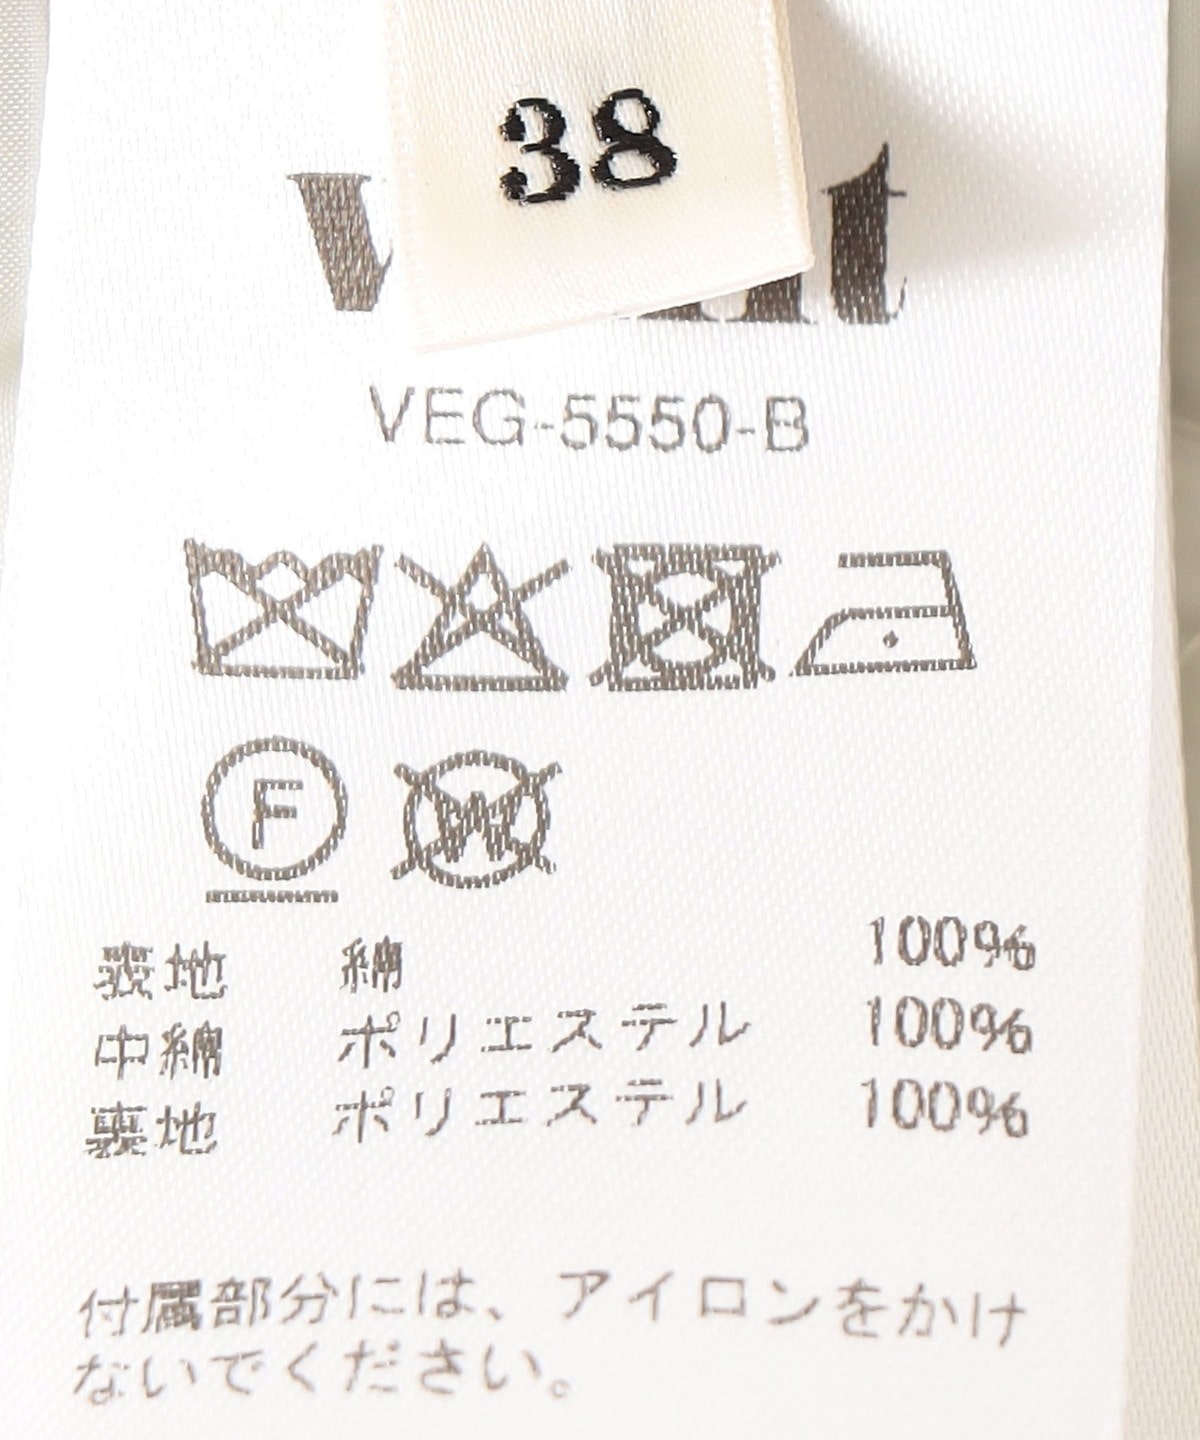 38
VEG-5550-B
F
W
表地 綿 100%
中綿 ポリエステル 100%
裏地 ポリエステル 100%
付属部分には、アイロンをかけ
ないでください。